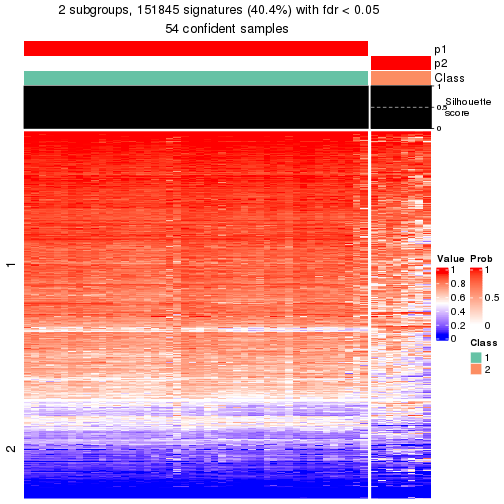 2 subgroups, 151845 signatures (40.4%) with fdr < 0.05
54 confident samples
p1
p2
Class
1
0.5
0
Silhouette
score
1
2
Value
1
0.8
0.6
0.4
0.2
0
Prob
1
0.5
0
Class
1
2